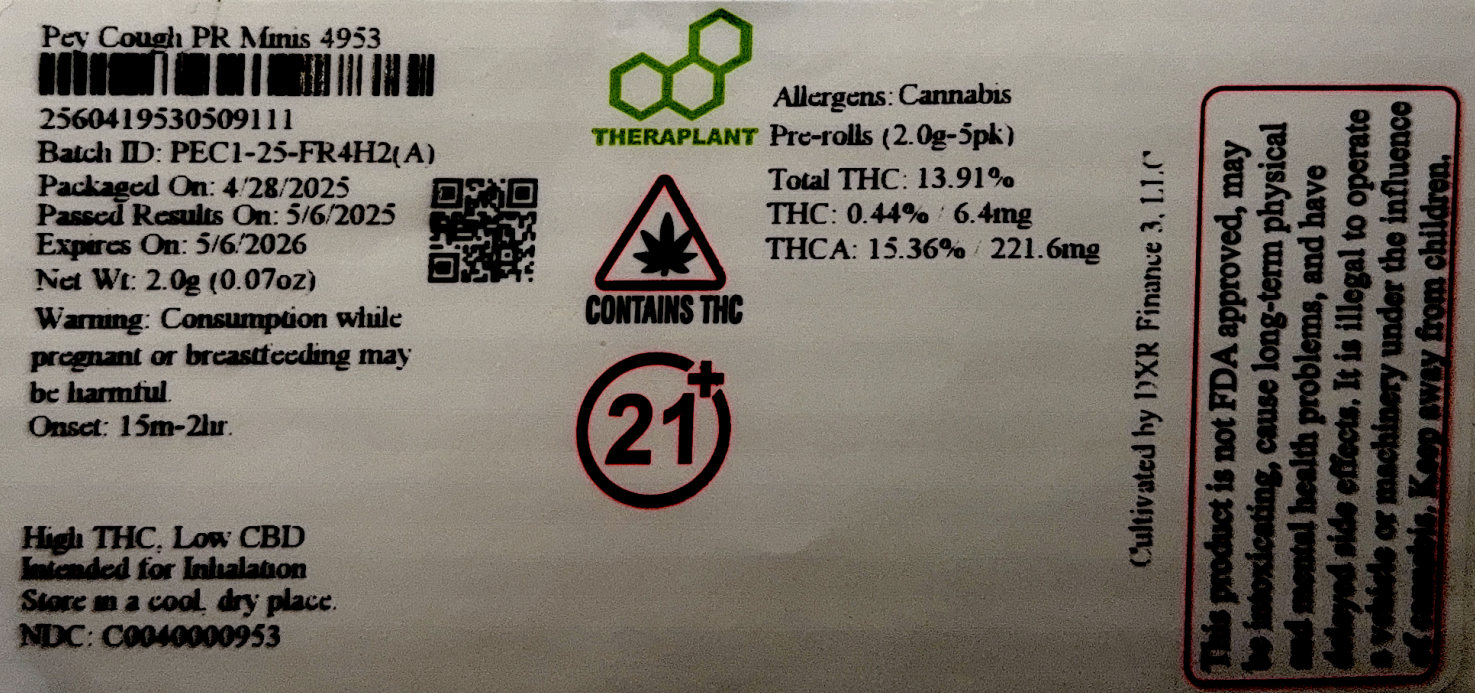 Pey Cough PR Minis 4953
2560419530509111
Batch ID: PEC1-25-FR4H2(A)
Packaged On: 4/28/2025
Passed Results On: 5/6/2025
Expires On: 5/6/2026
Net Wt: 2.0g (0.07oz)
Warning: Consumption while
pregnant or breastfeeding may
be harmful.
Onset: 15m-2hr.
High THC, Low CBD
Intended for Inhalation
Store in a cool, dry place.
NDC: C0040000953
THERAPLANT
CONTAINS THC
21+
Allergens: Cannabis
Pre-rolls (2.0g-5pk)
Total THC: 13.91%
THC: 0.44% / 6.4mg
THCA: 15.36% / 221.6mg
Cultivated by DXR Finance 3, LLC
This product is not FDA approved, may
be intoxicating, cause long-term physical
and mental health problems, and have
delayed side effects. It is illegal to operate
a vehicle or machinery under the influence
of cannabis. Keep away from children.